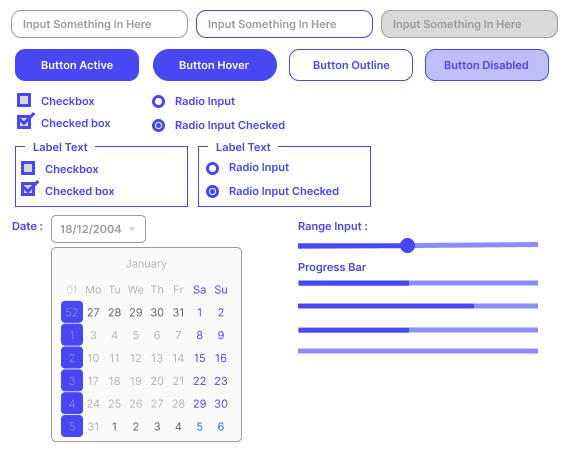 Input Something In Here Input Something In Here Input Something In Here
Button Active Button Hover Button Outline Button Disabled
Checkbox Radio Input
Checked box Radio Input Checked
Label Text Label Text
Checkbox Radio Input
Checked box Radio Input Checked
Date : 18/12/2004 Range Input :
January
Progress Bar
01 Mo Tu We Th Fr Sa Su
52 27 28 29 30 31 1 2
1 3 4 5 6 7 8 9
2 10 11 12 13 14 15 16
3 17 18 19 20 21 22 23
4 24 25 26 27 28 29 30
5 31 1 2 3 4 5 6